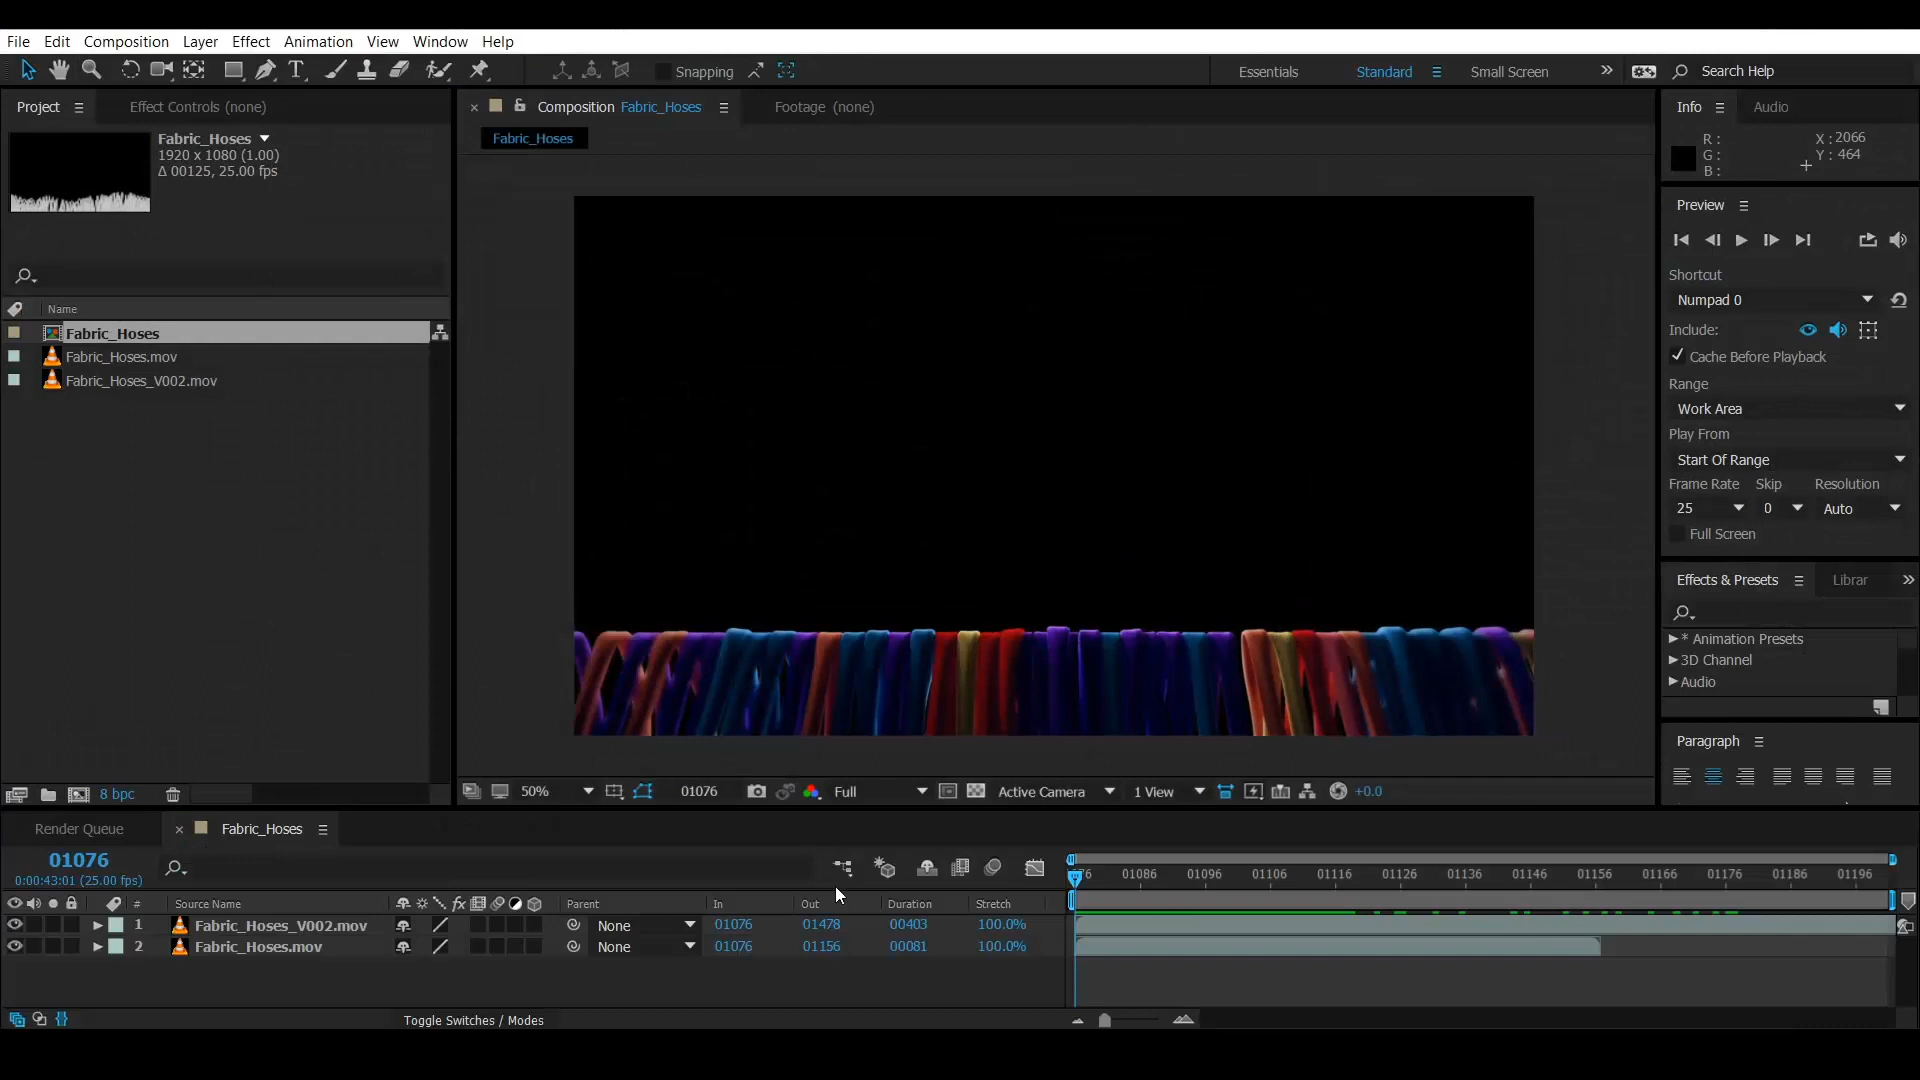 File Edit Composition Layer Effect Animation View Window Help
Snapping Essentials Standard Small Screen » Search Help
Project Effect Controls (none)
Fabric_Hoses
1920 x 1080 (1.00)
Δ 00125, 25.00 fps
Name
Fabric_Hoses
Fabric_Hoses.mov
Fabric_Hoses_V002.mov
8 bpc
× Composition Fabric_Hoses Footage (none)
Fabric_Hoses
50% 01076 Full Active Camera 1 View +0.0
Info Audio
R : X : 2066
G : Y : 464
B :
Preview
Shortcut
Numpad 0
Include:
Cache Before Playback
Range
Work Area
Play From
Start Of Range
Frame Rate Skip Resolution
25 0 Auto
Full Screen
Effects & Presets Librar »
* Animation Presets
3D Channel
Audio
Paragraph
Render Queue × Fabric_Hoses
01076
0:00:43:01 (25.00 fps)
76 01086 01096 01106 01116 01126 01136 01146 01156 01166 01176 01186 01196
# Source Name fx Parent In Out Duration Stretch
1 Fabric_Hoses_V002.mov None 01076 01478 00403 100.0%
2 Fabric_Hoses.mov None 01076 01156 00081 100.0%
Toggle Switches / Modes